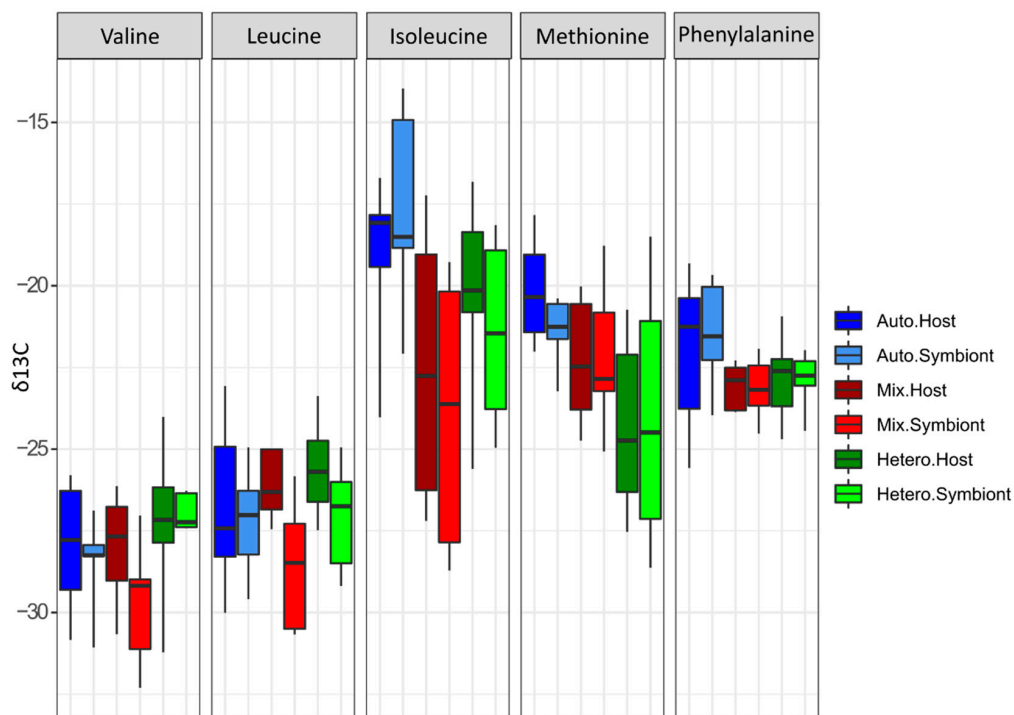 Valine
Leucine
Isoleucine
Methionine
Phenylalanine
δ13C
−15
−20
−25
−30
Auto.Host
Auto.Symbiont
Mix.Host
Mix.Symbiont
Hetero.Host
Hetero.Symbiont